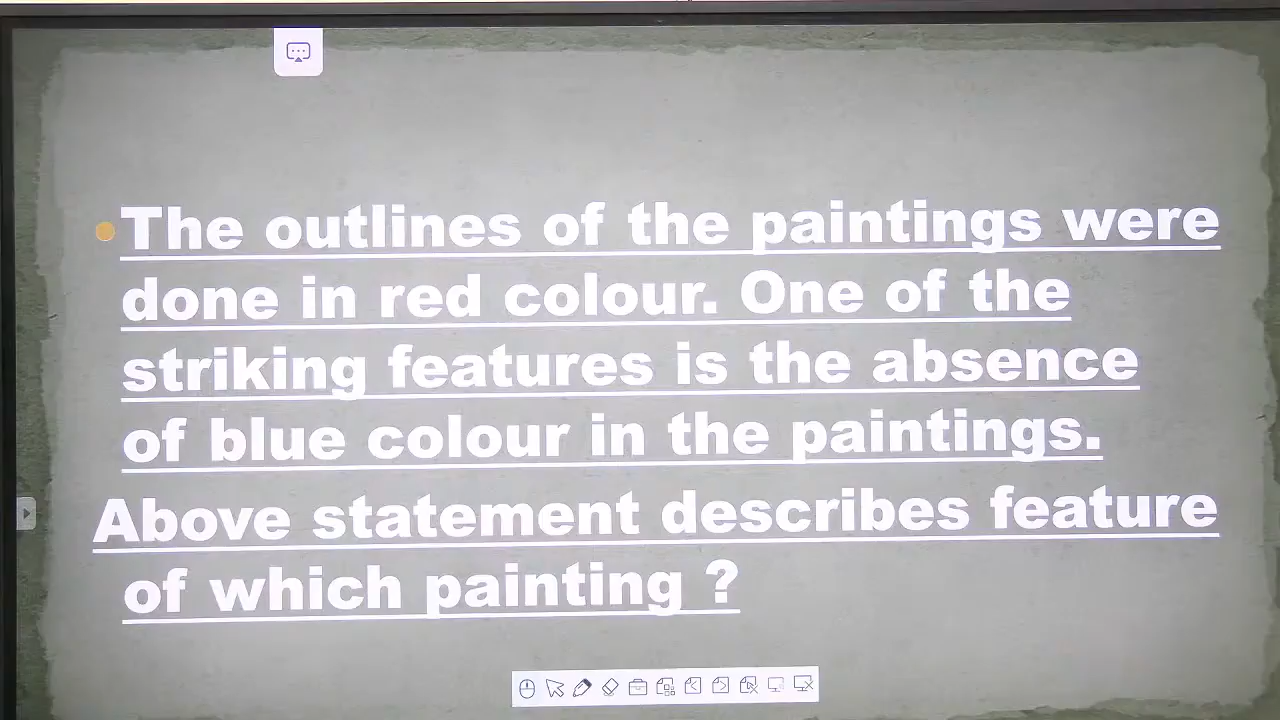 The outlines of the paintings were
done in red colour. One of the
striking features is the absence
of blue colour in the paintings.
Above statement describes feature
of which painting ?